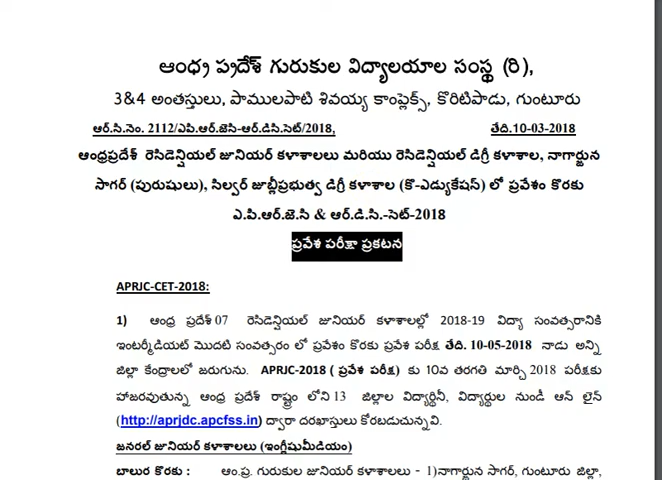 ఆంధ్ర ప్రదేశ్ గురుకుల విద్యాలయాల సంస్థ (రి),
3&4 అంతస్తులు, పాములపాటి శివయ్య కాంప్లెక్స్, కొరిటిపాడు, గుంటూరు
ఆర్.సి.నెం. 2112/ఎపి.ఆర్.జెసి-ఆర్.డిసి.సెట్/2018, తేది.10-03-2018
ఆంధ్రప్రదేశ్ రెసిడెన్షియల్ జూనియర్ కళాశాలలు మరియు రెసిడెన్షియల్ డిగ్రీ కళాశాల, నాగార్జున
సాగర్ (పురుషులు), సిల్వర్ జూబ్లీప్రభుత్వ డిగ్రీ కళాశాల (కొ-ఎడ్యుకేషన్) లో ప్రవేశం కొరకు
ఎ.పి.ఆర్.జె.సి & ఆర్.డి.సి.-సెట్-2018
ప్రవేశ పరీక్షా ప్రకటన
APRJC-CET-2018:
1) ఆంధ్ర ప్రదేశ్ 07 రెసిడెన్షియల్ జూనియర్ కళాశాలల్లో 2018-19 విద్యా సంవత్సరానికి
ఇంటర్మీడియట్ మొదటి సంవత్సరం లో ప్రవేశం కొరకు ప్రవేశ పరీక్ష తేది. 10-05-2018 నాడు అన్ని
జిల్లా కేంద్రాలలో జరుగును. APRJC-2018 ( ప్రవేశ పరీక్ష) కు 10వ తరగతి మార్చి 2018 పరీక్షకు
హాజరవుతున్న ఆంధ్ర ప్రదేశ్ రాష్ట్రం లోని 13 జిల్లాల విద్యార్థినీ, విద్యార్థుల నుండీ ఆన్ లైన్
(http://aprjdc.apcfss.in) ద్వారా దరఖాస్తులు కోరబడుచున్నవి.
జనరల్ జూనియర్ కళాశాలలు (ఇంగ్లీషుమీడియం)
బాలుర కొరకు : ఆం.ప్ర. గురుకుల జూనియర్ కళాశాలలు - 1)నాగార్జున సాగర్, గుంటూరు జిల్లా,